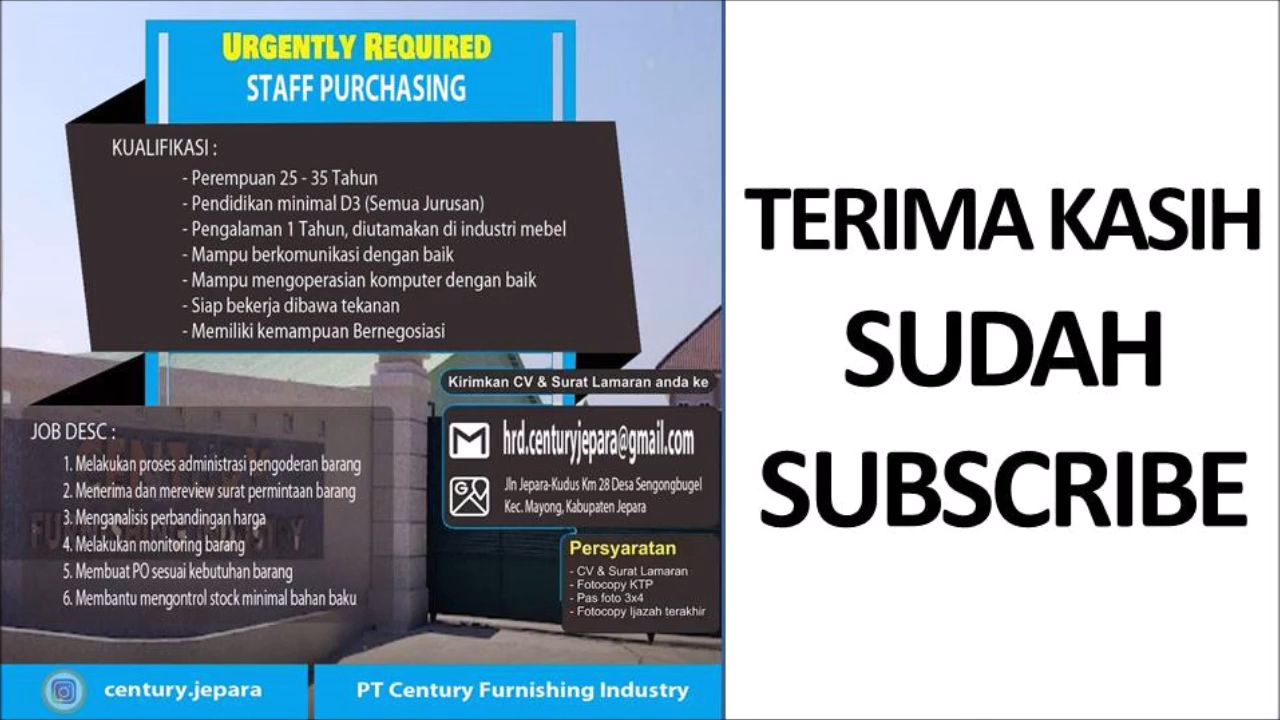 URGENTLY REQUIRED
STAFF PURCHASING
KUALIFIKASI :
- Perempuan 25 - 35 Tahun
- Pendidikan minimal D3 (Semua Jurusan)
- Pengalaman 1 Tahun, diutamakan di industri mebel
- Mampu berkomunikasi dengan baik
- Mampu mengoperasian komputer dengan baik
- Siap bekerja dibawa tekanan
- Memiliki kemampuan Bernegosiasi
JOB DESC :
1. Melakukan proses administrasi pengoderan barang
2. Menerima dan mereview surat permintaan barang
3. Menganalisis perbandingan harga
4. Melakukan monitoring barang
5. Membuat PO sesuai kebutuhan barang
6. Membantu mengontrol stock minimal bahan baku
Kirimkan CV & Surat Lamaran anda ke
hrd.centuryjepara@gmail.com
Jln Jepara-Kudus Km 28 Desa Sengongbugel
Kec. Mayong, Kabupaten Jepara
Persyaratan
- CV & Surat Lamaran
- Fotocopy KTP
- Pas foto 3x4
- Fotocopy Ijazah terakhir
century.jepara
PT Century Furnishing Industry
TERIMA KASIH
SUDAH
SUBSCRIBE